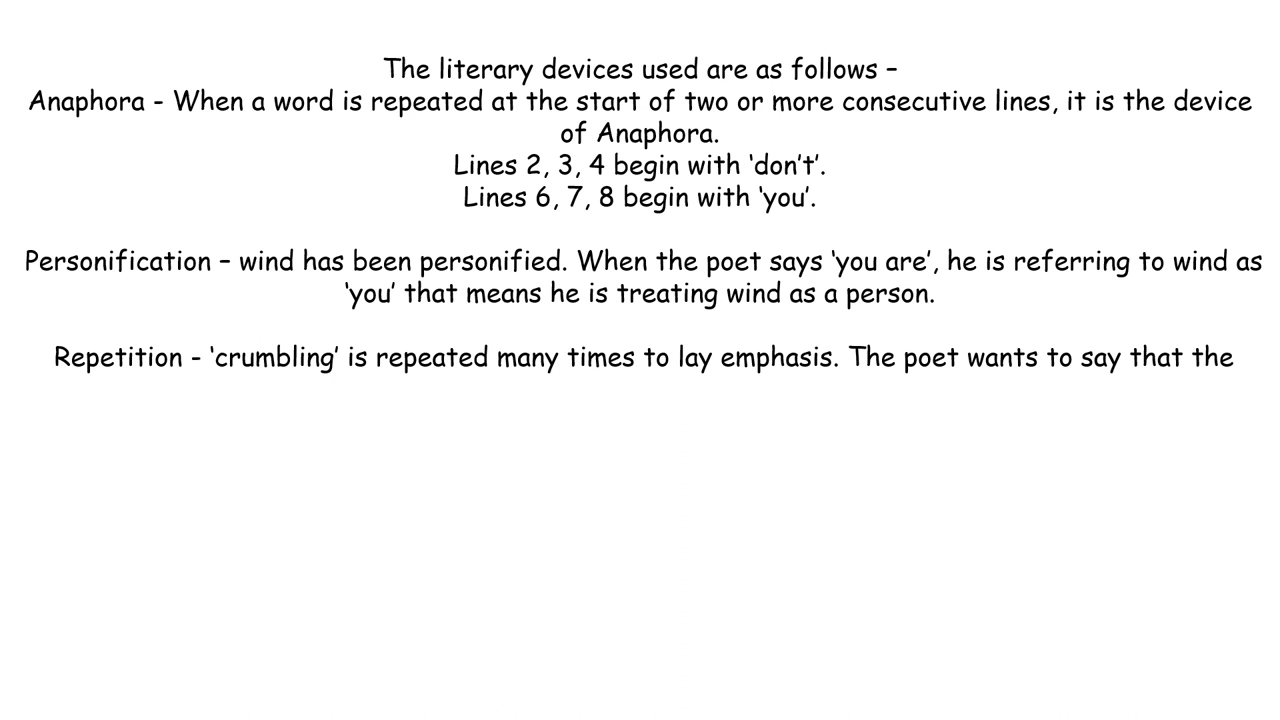 The literary devices used are as follows –
Anaphora - When a word is repeated at the start of two or more consecutive lines, it is the device
of Anaphora.
Lines 2, 3, 4 begin with ‘don’t’.
Lines 6, 7, 8 begin with ‘you’.
Personification – wind has been personified. When the poet says ‘you are’, he is referring to wind as
‘you’ that means he is treating wind as a person.
Repetition - ‘crumbling’ is repeated many times to lay emphasis. The poet wants to say that the